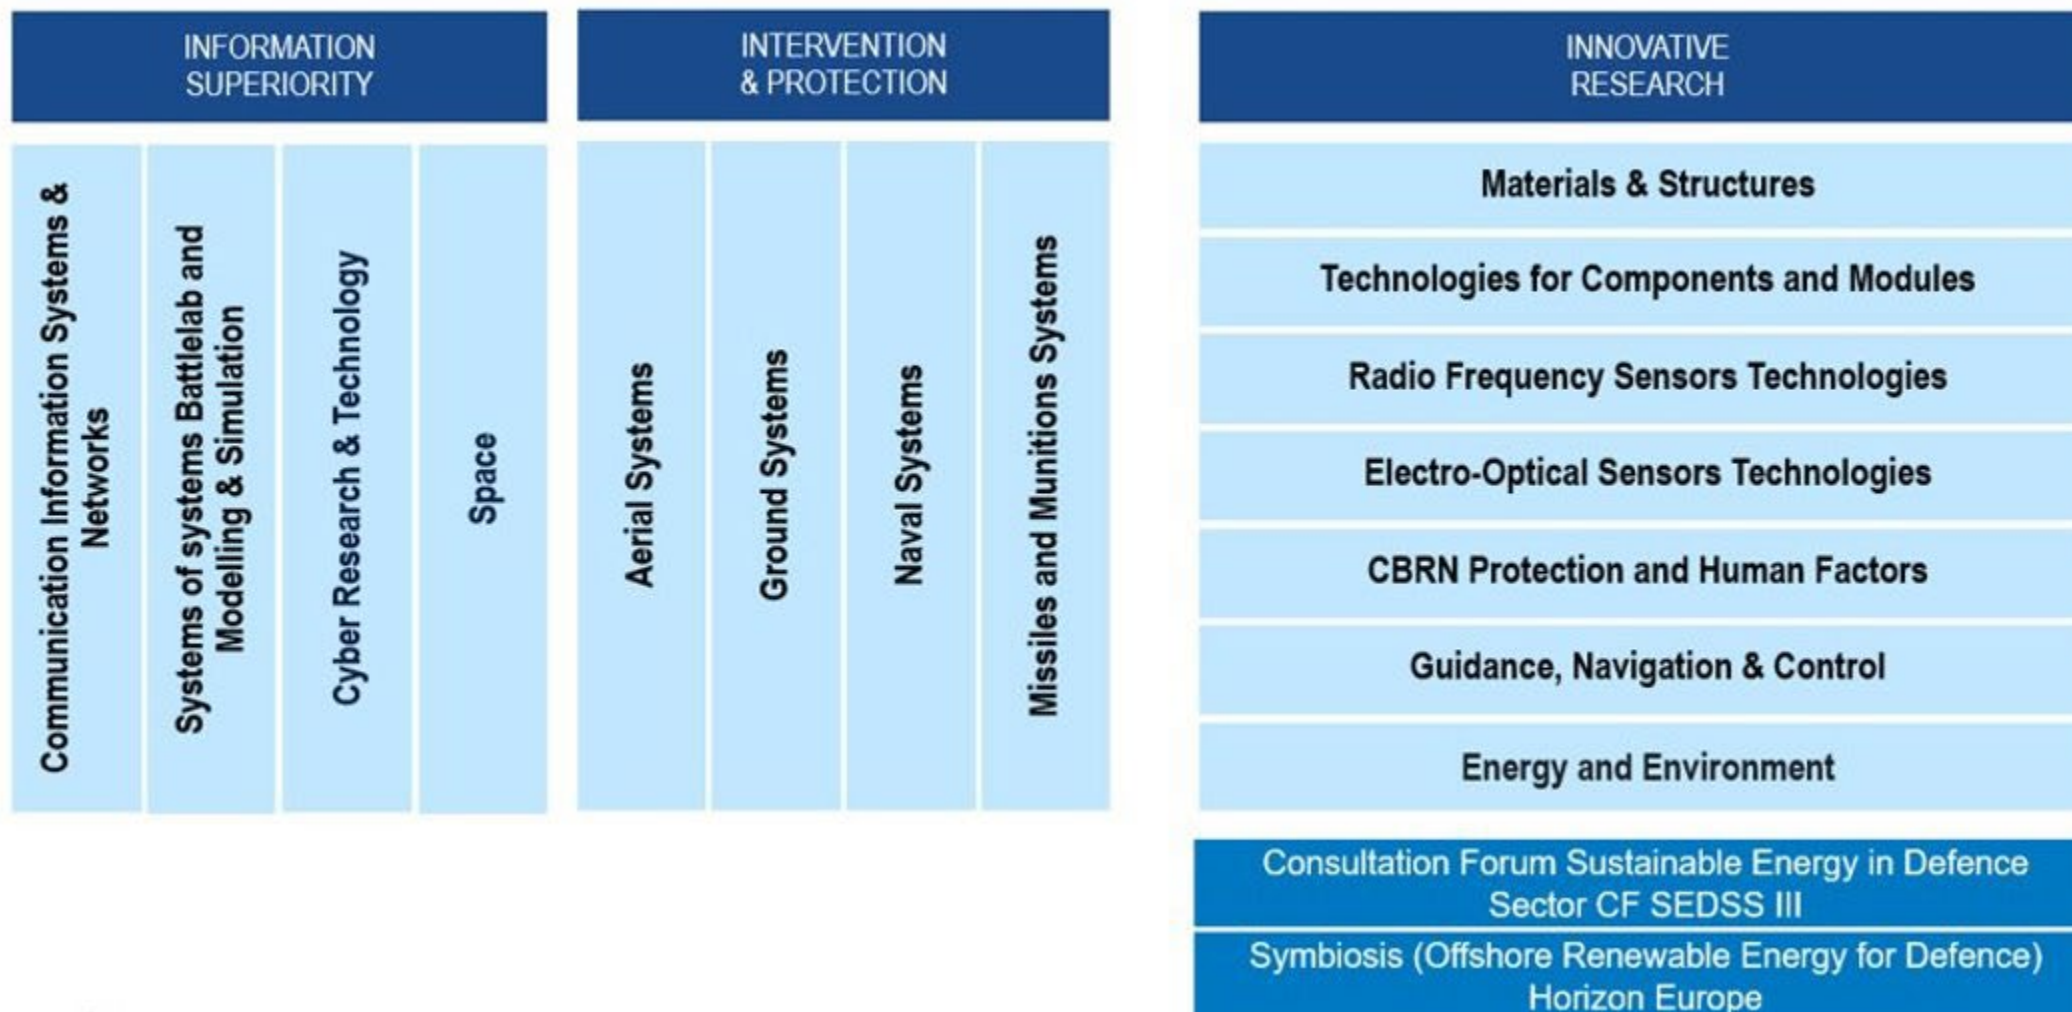 INFORMATION
SUPERIORITY
Communication Information Systems &
Networks
Systems of systems Battlelab and
Modelling & Simulation
Cyber Research & Technology
Space
INTERVENTION
& PROTECTION
Aerial Systems
Ground Systems
Naval Systems
Missiles and Munitions Systems
INNOVATIVE
RESEARCH
Materials & Structures
Technologies for Components and Modules
Radio Frequency Sensors Technologies
Electro-Optical Sensors Technologies
CBRN Protection and Human Factors
Guidance, Navigation & Control
Energy and Environment
Consultation Forum Sustainable Energy in Defence
Sector CF SEDSS III
Symbiosis (Offshore Renewable Energy for Defence)
Horizon Europe